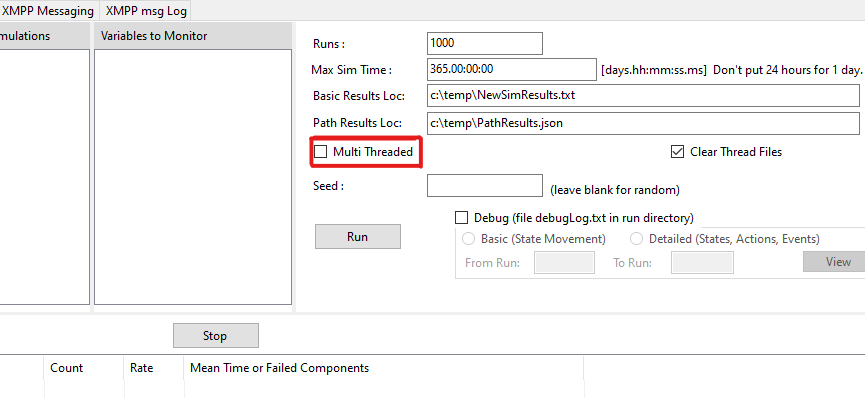 XMPP Messaging XMPP msg Log
mulations Variables to Monitor
Runs : 1000
Max Sim Time : 365.00:00:00 [days.hh:mm:ss.ms] Don't put 24 hours for 1 day.
Basic Results Loc: c:\temp\NewSimResults.txt
Path Results Loc: c:\temp\PathResults.json
Multi Threaded Clear Thread Files
Seed : (leave blank for random)
Debug (file debugLog.txt in run directory)
Run Basic (State Movement) Detailed (States, Actions, Events)
From Run: To Run: View
Stop
Count Rate Mean Time or Failed Components